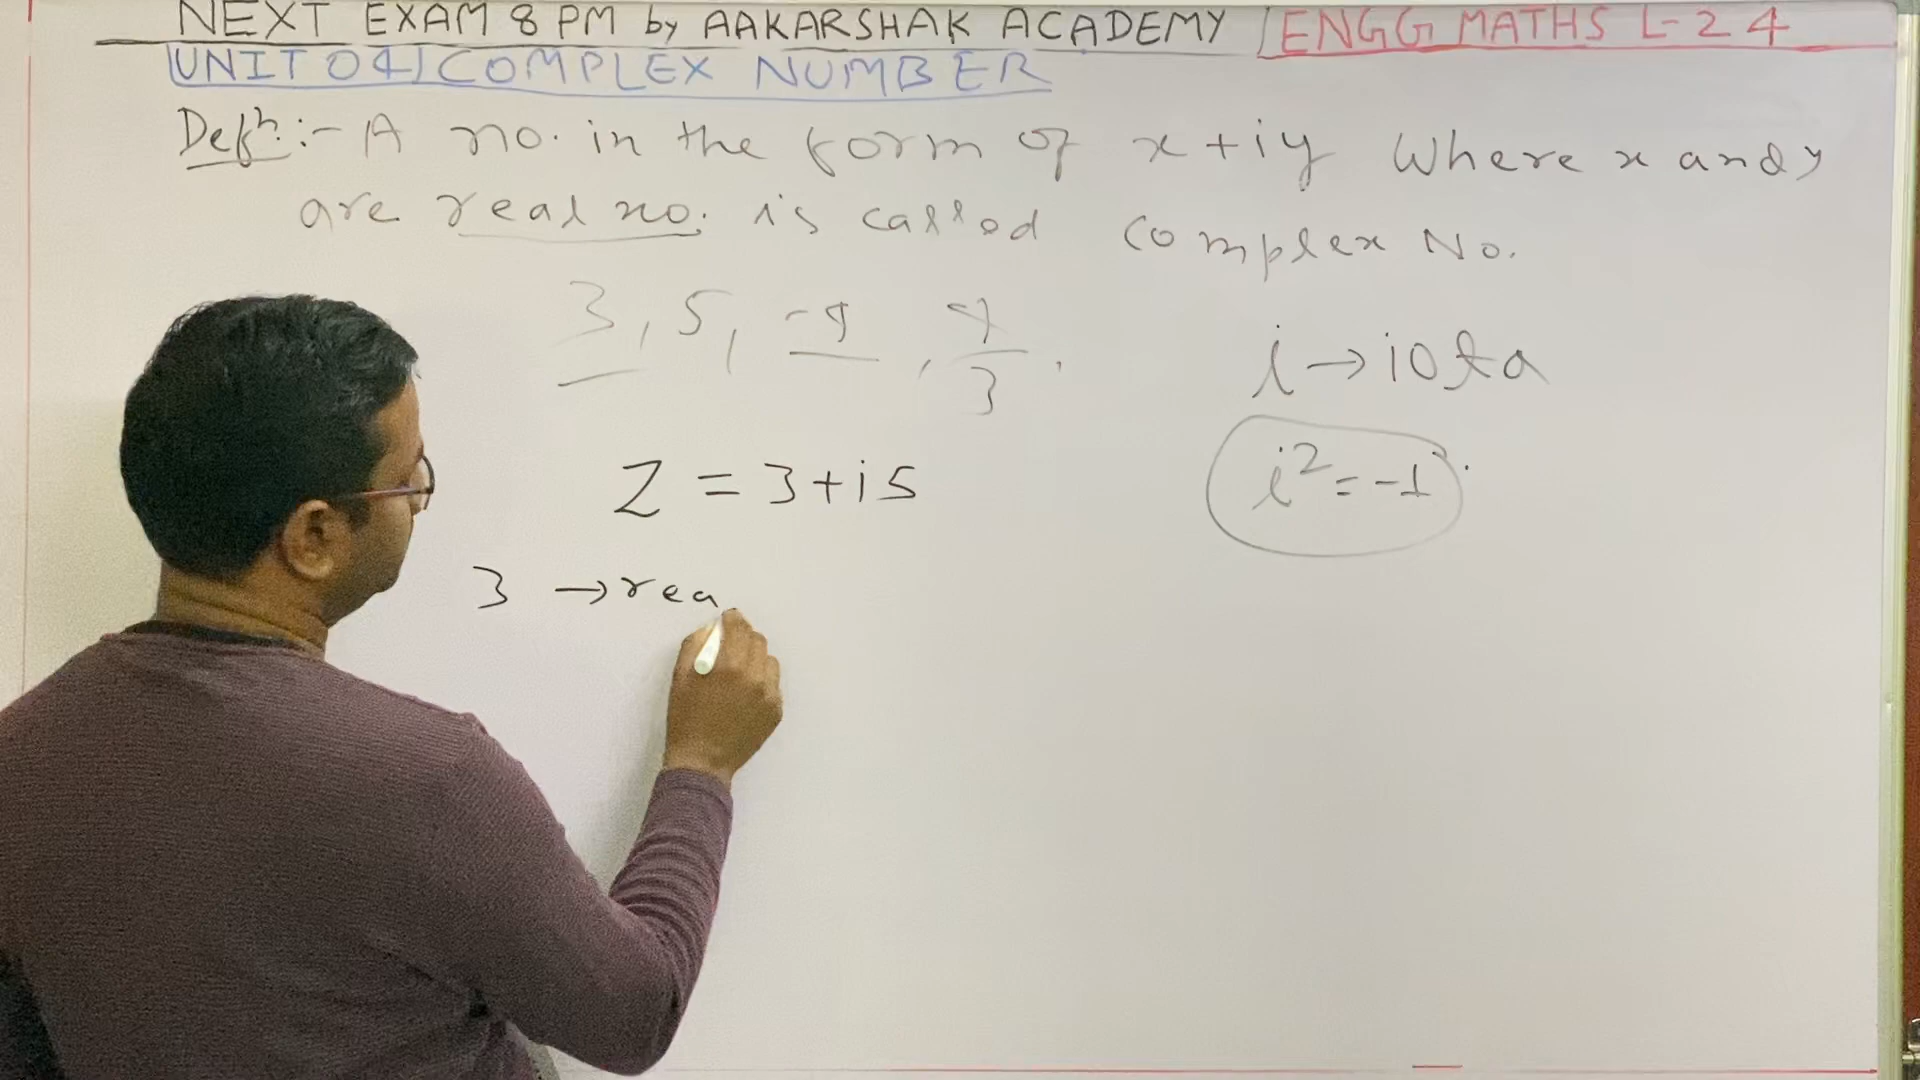 NEXT EXAM 8 PM by AAKARSHAK ACADEMY ENGG MATHS L-24
UNIT 04 COMPLEX NUMBER
Defⁿ:- A no. in the form of x+iy Where x and y
are real no. is called Complex No.
3, 5, -9, 7/3.
i → iota
i² = -1
Z = 3+i5
3 → rea